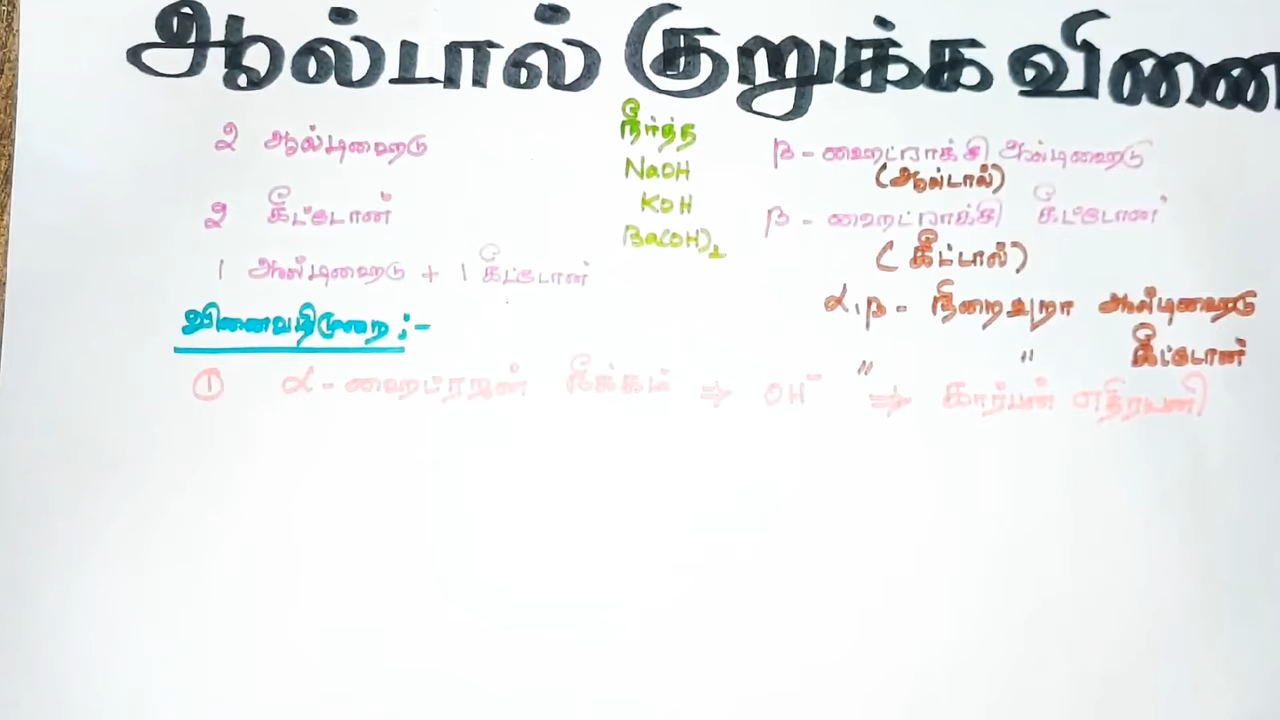 ஆல்டால் குறுக்க வினை
2 ஆல்டிஹைடு நீர்த்த β - ஹைட்ராக்சி ஆல்டிஹைடு
NaOH (ஆல்டால்)
2 கீட்டோன் KOH β - ஹைட்ராக்சி கீட்டோன்
Ba(OH)2 (கீட்டால்)
1 ஆல்டிஹைடு + 1 கீட்டோன்
α, β - நிறைவுறா ஆல்டிஹைடு
வினைவழிமுறை :-
" " கீட்டோன்
① α - ஹைட்ரஜன் நீக்கம் ⇒ OH⁻ ⇒ கார்பன் எதிரயனி